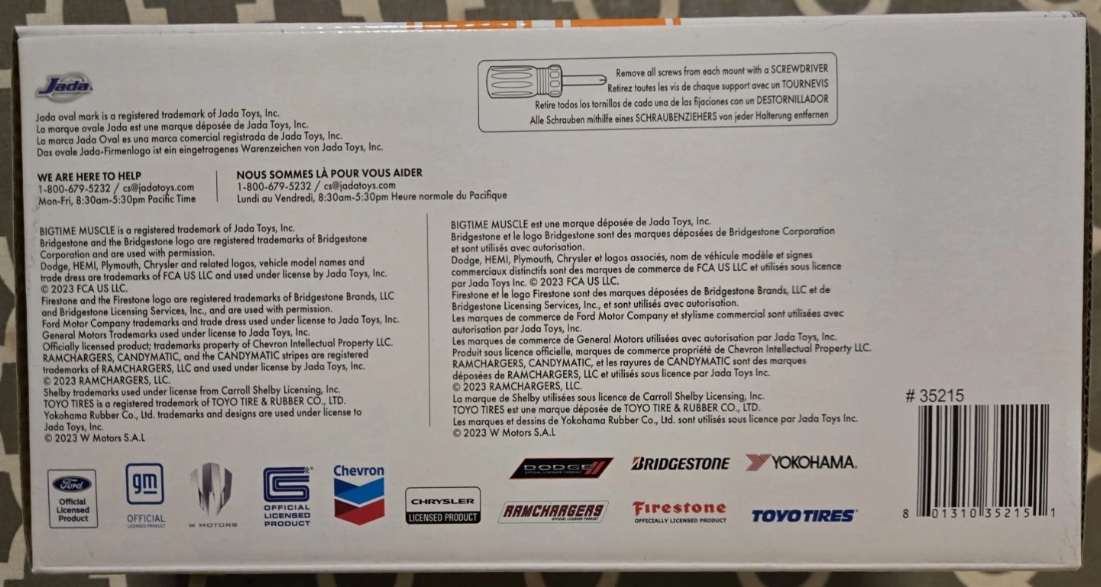 Jada
Jada oval mark is a registered trademark of Jada Toys, Inc.
La marque ovale Jada est une marque déposée de Jada Toys, Inc.
La marca Jada Oval es una marca comercial registrada de Jada Toys, Inc.
Das ovale Jada-Firmenlogo ist ein eingetragenes Warenzeichen von Jada Toys, Inc.
Remove all screws from each mount with a SCREWDRIVER
Retirez toutes les vis de chaque support avec un TOURNEVIS
Retire todos los tornillos de cada una de las fijaciones con un DESTORNILLADOR
Alle Schrauben mithilfe eines SCHRAUBENZIEHERS von jeder Halterung entfernen
WE ARE HERE TO HELP
1-800-679-5232 / cs@jadatoys.com
Mon-Fri, 8:30am-5:30pm Pacific Time
NOUS SOMMES LÀ POUR VOUS AIDER
1-800-679-5232 / cs@jadatoys.com
Lundi au Vendredi, 8:30am-5:30pm Heure normale du Pacifique
BIGTIME MUSCLE is a registered trademark of Jada Toys, Inc.
Bridgestone and the Bridgestone logo are registered trademarks of Bridgestone
Corporation and are used with permission.
Dodge, HEMI, Plymouth, Chrysler and related logos, vehicle model names and
trade dress are trademarks of FCA US LLC and used under license by Jada Toys, Inc.
© 2023 FCA US LLC.
Firestone and the Firestone logo are registered trademarks of Bridgestone Brands, LLC
and Bridgestone Licensing Services, Inc., and are used with permission.
Ford Motor Company trademarks and trade dress used under license to Jada Toys, Inc.
General Motors Trademarks used under license to Jada Toys, Inc.
Officially licensed product; trademarks property of Chevron Intellectual Property LLC.
RAMCHARGERS, CANDYMATIC, and the CANDYMATIC stripes are registered
trademarks of RAMCHARGERS, LLC and used under license by Jada Toys, Inc.
© 2023 RAMCHARGERS, LLC.
Shelby trademarks used under license from Carroll Shelby Licensing, Inc.
TOYO TIRES is a registered trademark of TOYO TIRE & RUBBER CO., LTD.
Yokohama Rubber Co., Ltd. trademarks and designs are used under license to
Jada Toys, Inc.
© 2023 W Motors S.A.L
BIGTIME MUSCLE est une marque déposée de Jada Toys, Inc.
Bridgestone et le logo Bridgestone sont des marques déposées de Bridgestone Corporation
et sont utilisés avec autorisation.
Dodge, HEMI, Plymouth, Chrysler et logos associés, nom de véhicule modèle et signes
commerciaux distinctifs sont des marques de commerce de FCA US LLC et utilisés sous licence
par Jada Toys Inc. © 2023 FCA US LLC.
Firestone et le logo Firestone sont des marques déposées de Bridgestone Brands, LLC et de
Bridgestone Licensing Services, Inc., et sont utilisés avec autorisation.
Les marques de commerce de Ford Motor Company et stylisme commercial sont utilisées avec
autorisation par Jada Toys, Inc.
Les marques de commerce de General Motors utilisées avec autorisation par Jada Toys, Inc.
Produit sous licence officielle, marques de commerce propriété de Chevron Intellectual Property LLC.
RAMCHARGERS, CANDYMATIC, et les rayures de CANDYMATIC sont des marques
déposées de RAMCHARGERS, LLC et utilisés sous licence par Jada Toys Inc.
© 2023 RAMCHARGERS, LLC.
La marque de Shelby utilisées sous licence de Carroll Shelby Licensing, Inc.
TOYO TIRES est une marque déposée de TOYO TIRE & RUBBER CO., LTD.
Les marques et dessins de Yokohama Rubber Co., Ltd. sont utilisés sous licence par Jada Toys Inc.
© 2023 W Motors S.A.L
# 35215
8 01310 35215 1
Ford
Official
Licensed
Product
gm
OFFICIAL
LICENSED PRODUCT
W MOTORS
OFFICIAL
LICENSED
PRODUCT
Chevron
CHRYSLER
LICENSED PRODUCT
DODGE
OFFICIAL LICENSED PRODUCT
RAMCHARGERS
OFFICIAL LICENSED PRODUCT
BRIDGESTONE
Firestone
OFFICIALLY LICENSED PRODUCT
YOKOHAMA
TOYO TIRES